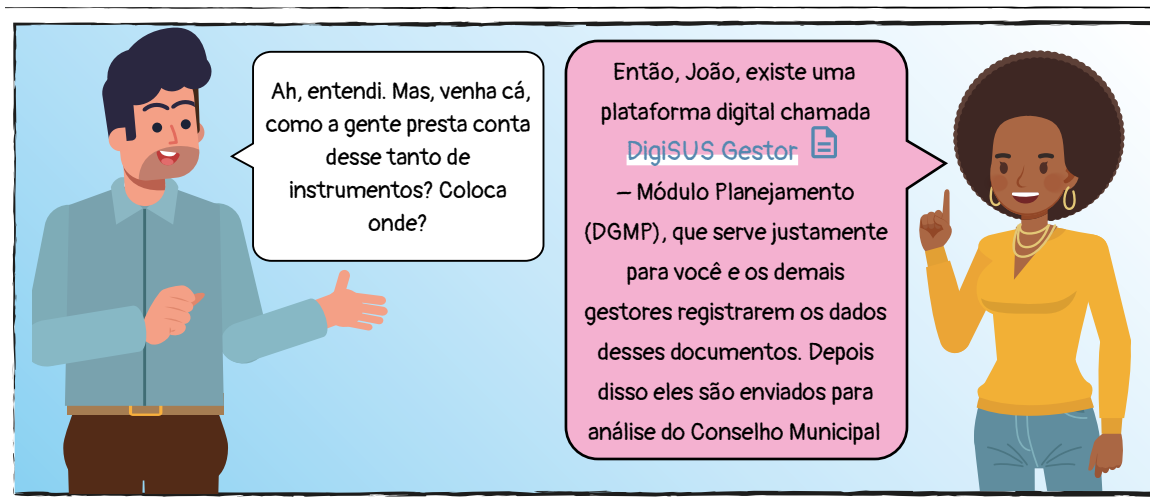 Ah, entendi. Mas, venha cá,
como a gente presta conta
desse tanto de
instrumentos? Coloca
onde?
Então, João, existe uma
plataforma digital chamada
DigiSUS Gestor
– Módulo Planejamento
(DGMP), que serve justamente
para você e os demais
gestores registrarem os dados
desses documentos. Depois
disso eles são enviados para
análise do Conselho Municipal